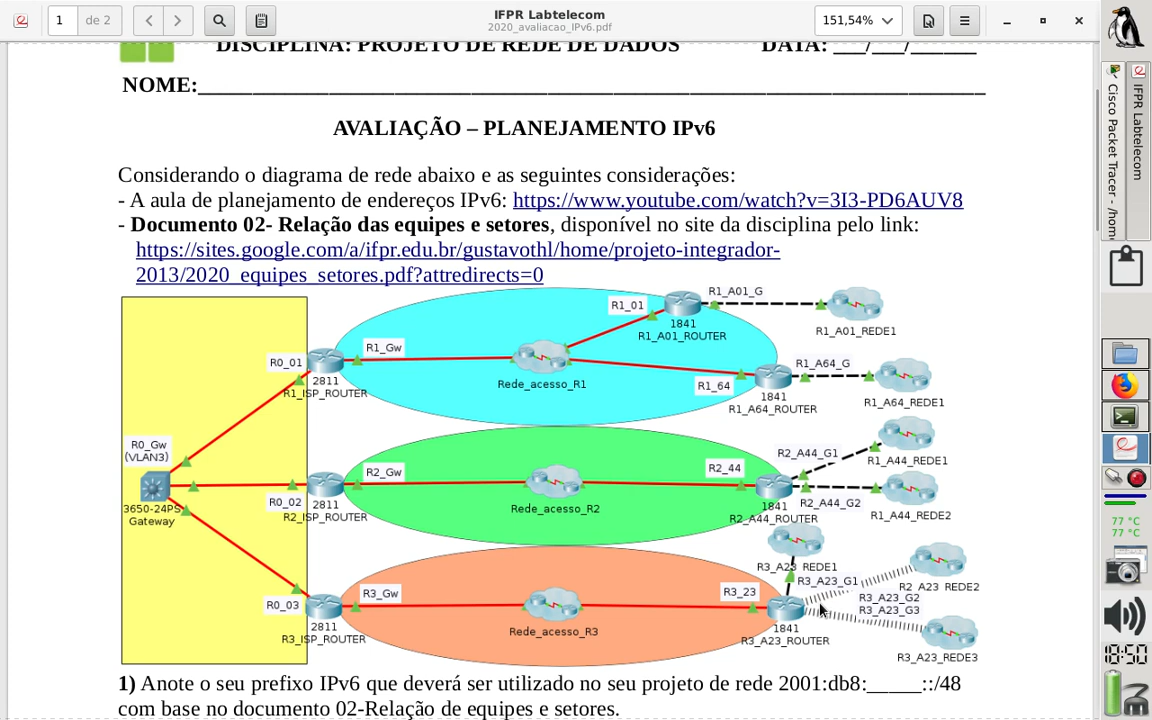 1 de 2
IFPR Labtelecom
2020_avaliacao_IPv6.pdf
151,54%
DISCIPLINA: PROJETO DE REDE DE DADOS DATA: ___/___/______
NOME:_______________________________________________________________________
AVALIAÇÃO – PLANEJAMENTO IPv6
Considerando o diagrama de rede abaixo e as seguintes considerações:
- A aula de planejamento de endereços IPv6: https://www.youtube.com/watch?v=3I3-PD6AUV8
- Documento 02- Relação das equipes e setores, disponível no site da disciplina pelo link:
https://sites.google.com/a/ifpr.edu.br/gustavothl/home/projeto-integrador-
2013/2020_equipes_setores.pdf?attredirects=0
R1_A01_G
R1_01
1841
R1_A01_ROUTER
R1_A01_REDE1
R0_01
R1_Gw
2811
R1_ISP_ROUTER
Rede_acesso_R1
R1_64
1841
R1_A64_ROUTER
R1_A64_G
R1_A64_REDE1
R0_Gw
(VLAN3)
3650-24PS
Gateway
R0_02
R2_Gw
2811
R2_ISP_ROUTER
Rede_acesso_R2
R2_44
1841
R2_A44_ROUTER
R2_A44_G1
R1_A44_REDE1
R2_A44_G2
R1_A44_REDE2
R0_03
R3_Gw
2811
R3_ISP_ROUTER
Rede_acesso_R3
R3_23
1841
R3_A23_ROUTER
R3_A23_REDE1
R3_A23_G1
R3_A23_G2
R3_A23_G3
R2_A23_REDE2
R3_A23_REDE3
1) Anote o seu prefixo IPv6 que deverá ser utilizado no seu projeto de rede 2001:db8:_____::/48
com base no documento 02-Relação de equipes e setores.
Cisco Packet Tracer - /hom
IFPR Labtelecom
77 °C
77 °C
18:50